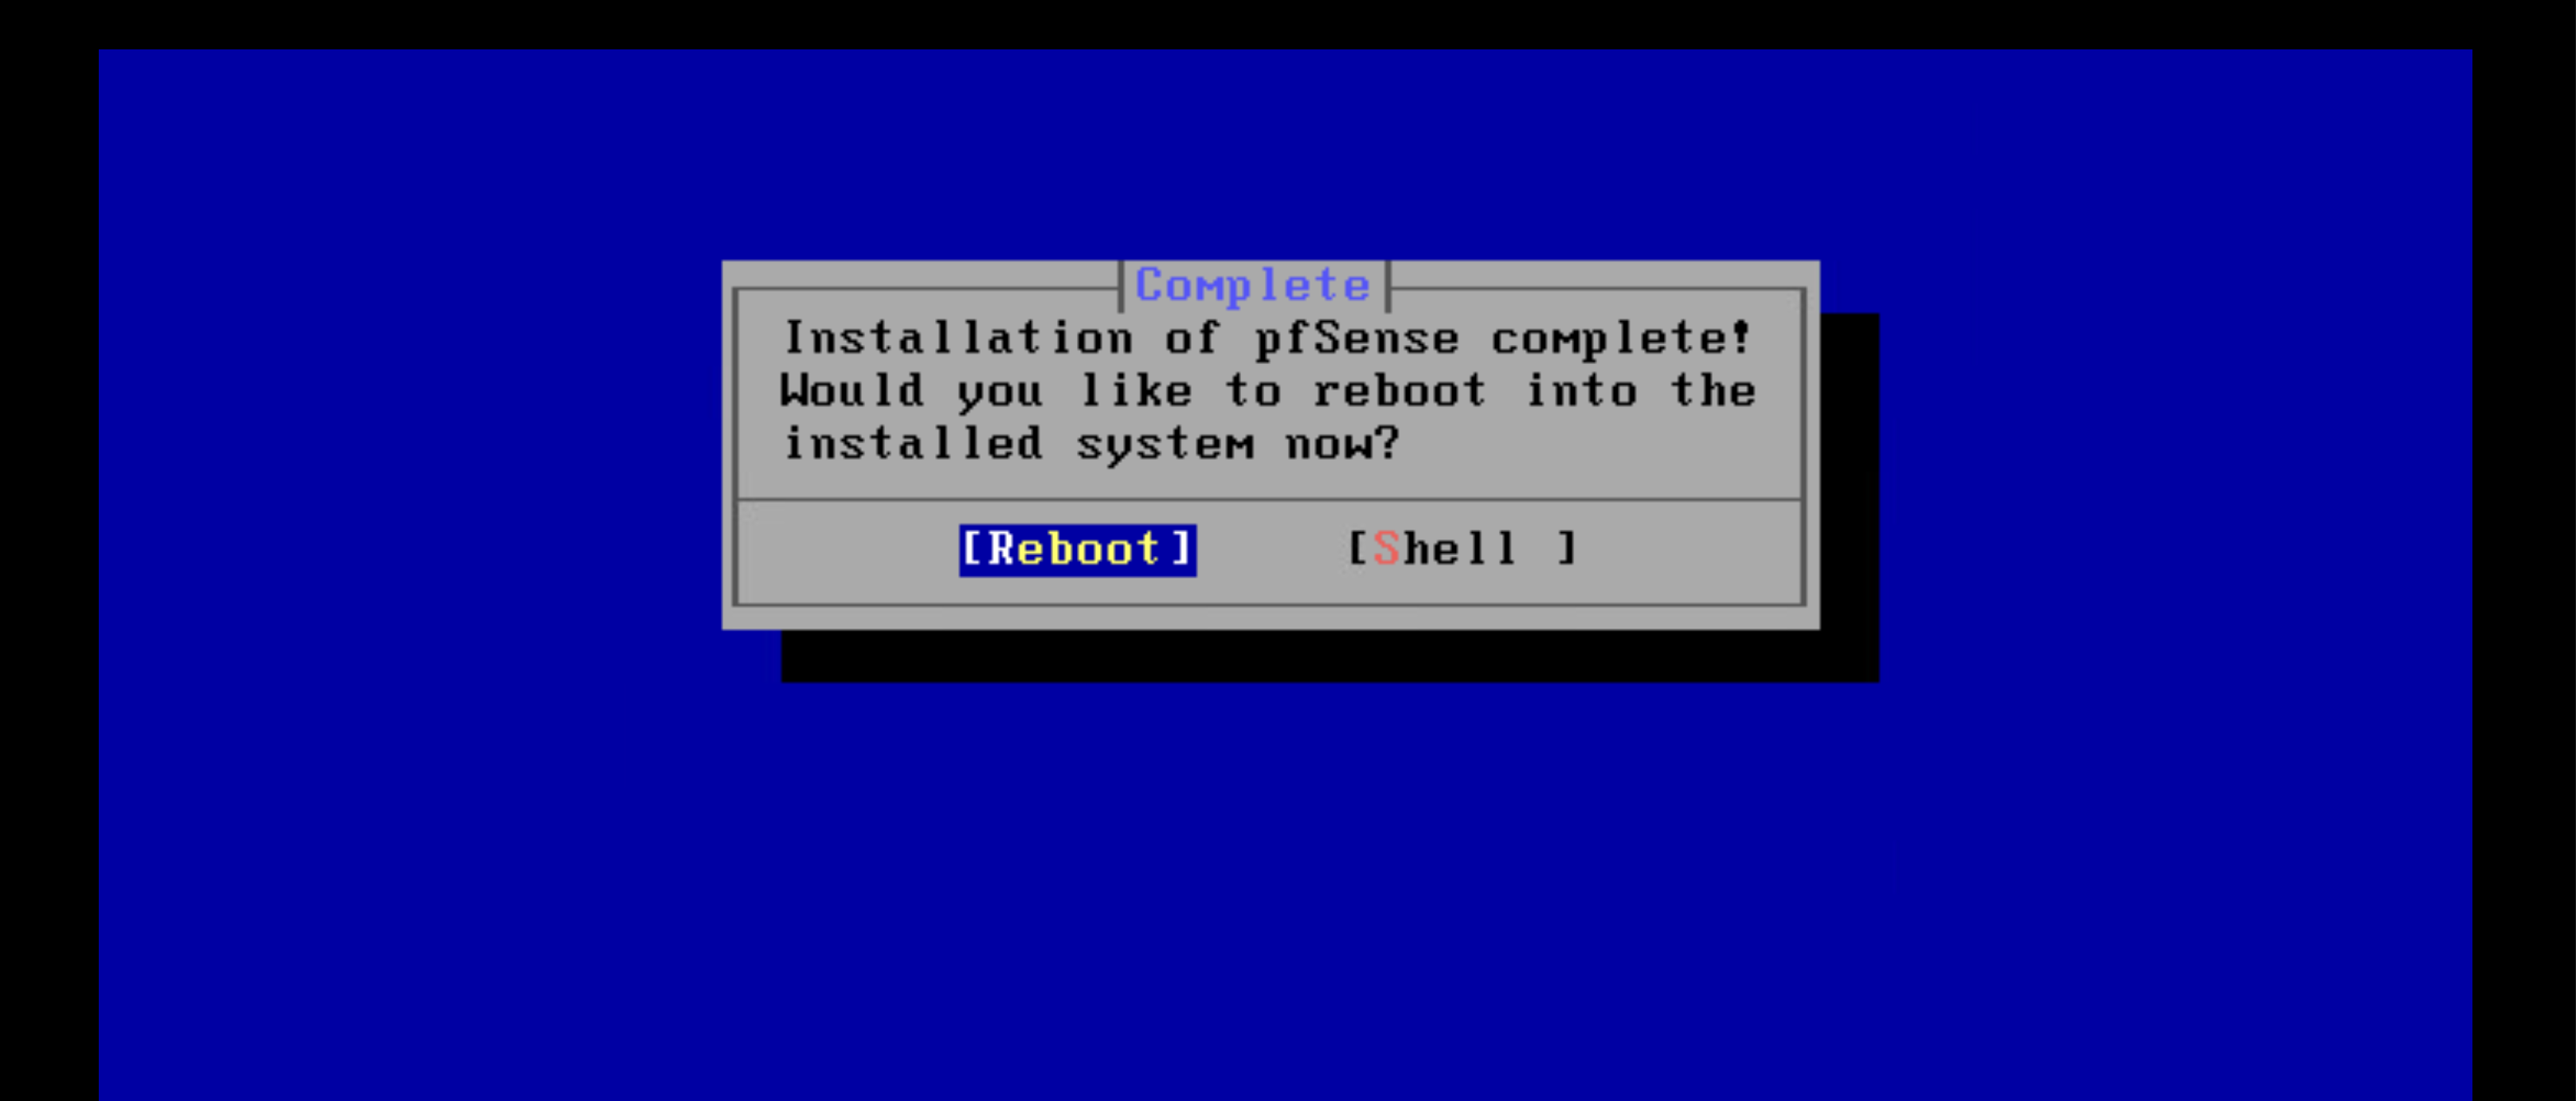 Complete
Installation of pfSense complete!
Would you like to reboot into the
installed system now?
[Reboot] [Shell ]